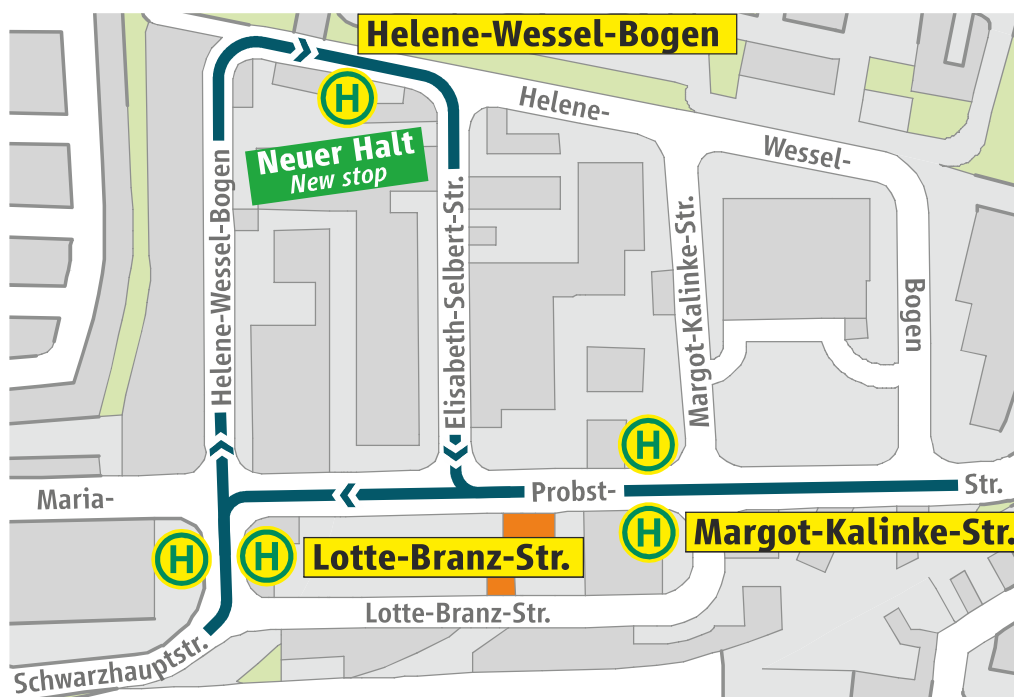 Helene-Wessel-Bogen
H
Neuer Halt
New stop
Helene-
Wessel-
Bogen
Helene-Wessel-Bogen
Elisabeth-Selbert-Str.
Margot-Kalinke-Str.
H
Maria-
Probst-
Str.
H
H
Lotte-Branz-Str.
H
Margot-Kalinke-Str.
Lotte-Branz-Str.
Schwarzhauptstr.